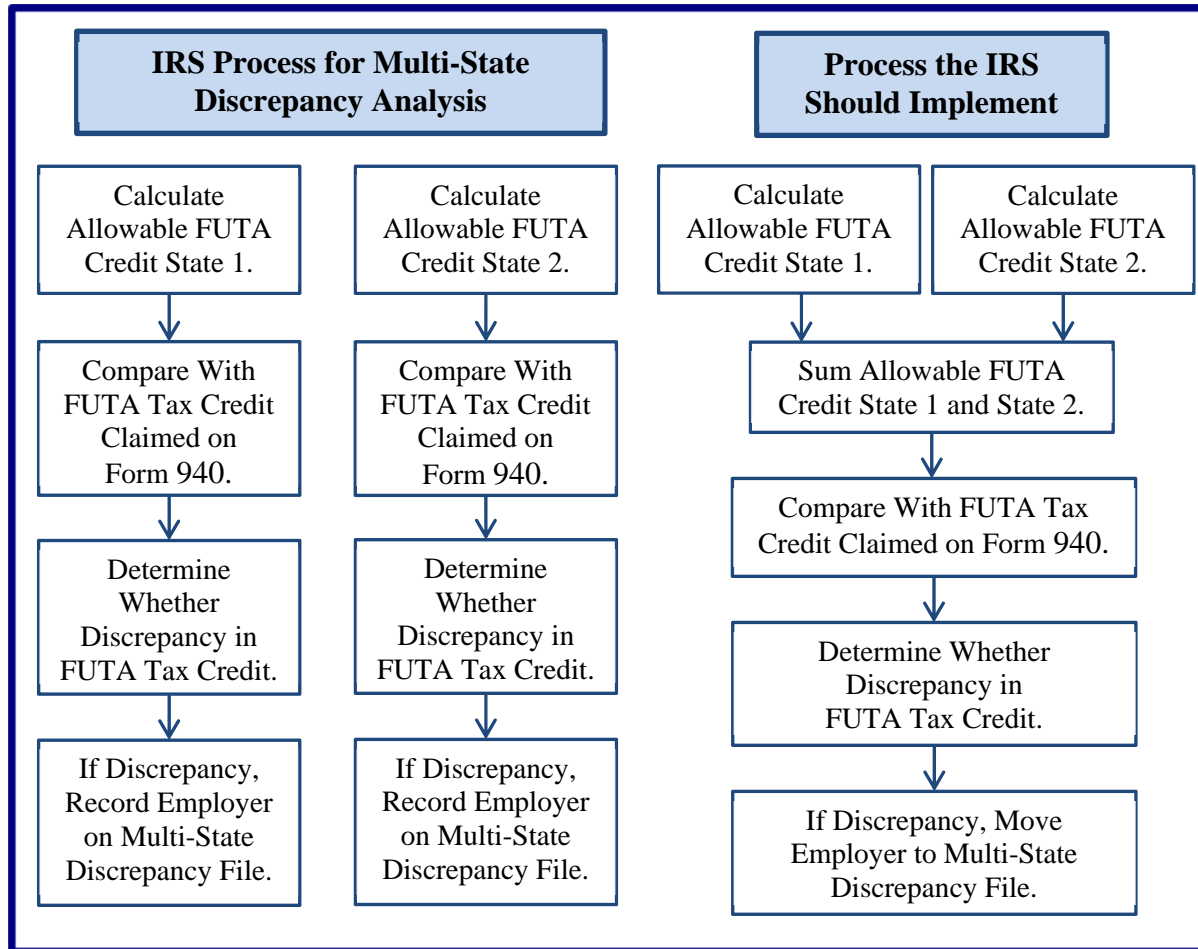 IRS Process for Multi-State
Discrepancy Analysis
Calculate
Allowable FUTA
Credit State 1.
Compare With
FUTA Tax Credit
Claimed on
Form 940.
Determine
Whether
Discrepancy in
FUTA Tax Credit.
If Discrepancy,
Record Employer
on Multi-State
Discrepancy File.
Calculate
Allowable FUTA
Credit State 2.
Compare With
FUTA Tax Credit
Claimed on
Form 940.
Determine
Whether
Discrepancy in
FUTA Tax Credit.
If Discrepancy,
Record Employer
on Multi-State
Discrepancy File.
Process the IRS
Should Implement
Calculate
Allowable FUTA
Credit State 1.
Calculate
Allowable FUTA
Credit State 2.
Sum Allowable FUTA
Credit State 1 and State 2.
Compare With FUTA Tax
Credit Claimed on Form 940.
Determine Whether
Discrepancy in
FUTA Tax Credit.
If Discrepancy, Move
Employer to Multi-State
Discrepancy File.